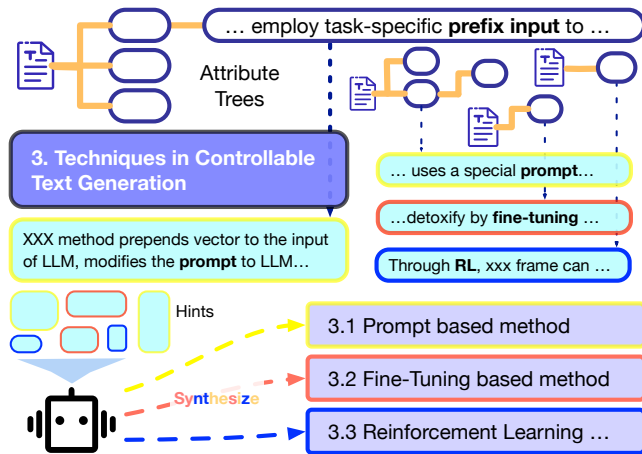 … employ task-specific prefix input to …
T
Attribute
Trees
T
T
T
3. Techniques in Controllable
Text Generation
… uses a special prompt…
…detoxify by fine-tuning …
XXX method prepends vector to the input
of LLM, modifies the prompt to LLM…
Through RL, xxx frame can …
Hints
3.1 Prompt based method
Synthesize
3.2 Fine-Tuning based method
3.3 Reinforcement Learning …